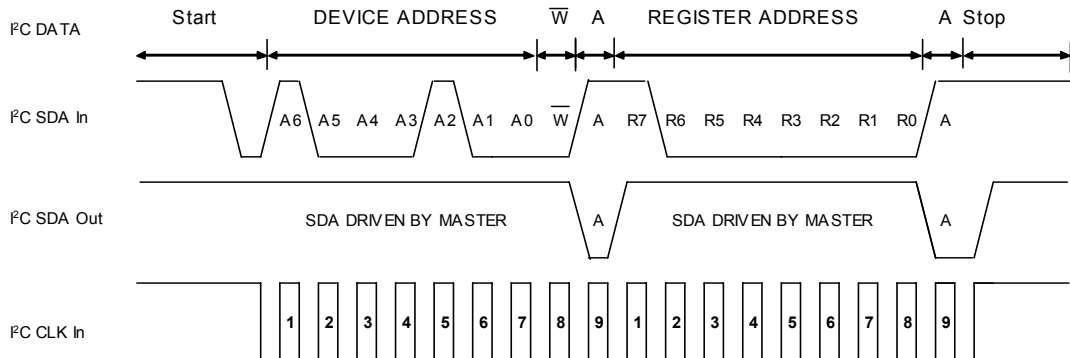 I²C DATA Start DEVICE ADDRESS W̅ A REGISTER ADDRESS A Stop
I²C SDA In A6 A5 A4 A3 A2 A1 A0 W̅ A R7 R6 R5 R4 R3 R2 R1 R0 A
I²C SDA Out SDA DRIVEN BY MASTER A SDA DRIVEN BY MASTER A
I²C CLK In 1 2 3 4 5 6 7 8 9 1 2 3 4 5 6 7 8 9